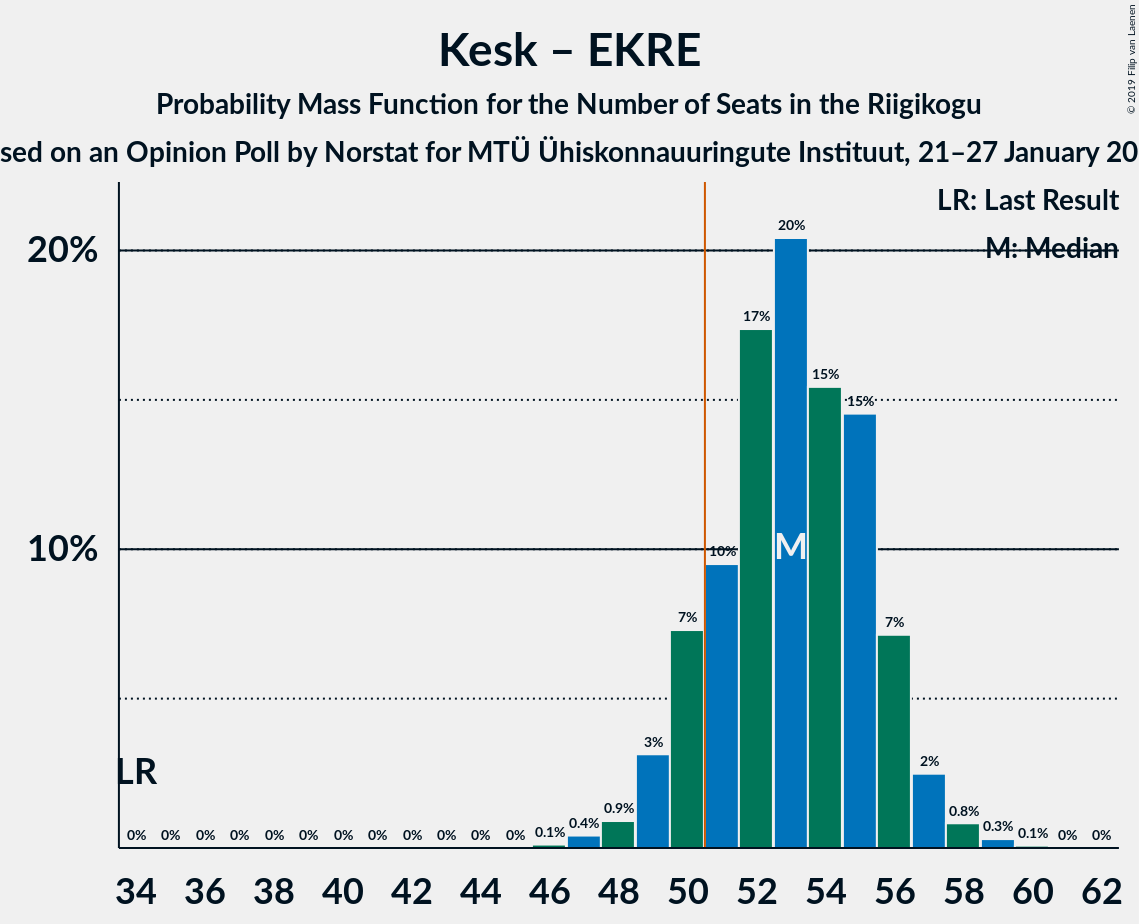 Kesk – EKRE
Probability Mass Function for the Number of Seats in the Riigikogu
sed on an Opinion Poll by Norstat for MTÜ Ühiskonnauuringute Instituut, 21–27 January 20
© 2019 Filip van Laenen
LR: Last Result
M: Median
20%
10%
20%
17%
15%
15%
10%
M
7%
7%
3%
2%
LR
0% 0% 0% 0% 0% 0% 0% 0% 0% 0% 0% 0% 0.1% 0.4% 0.9% 0.8% 0.3% 0.1% 0% 0%
34 36 38 40 42 44 46 48 50 52 54 56 58 60 62